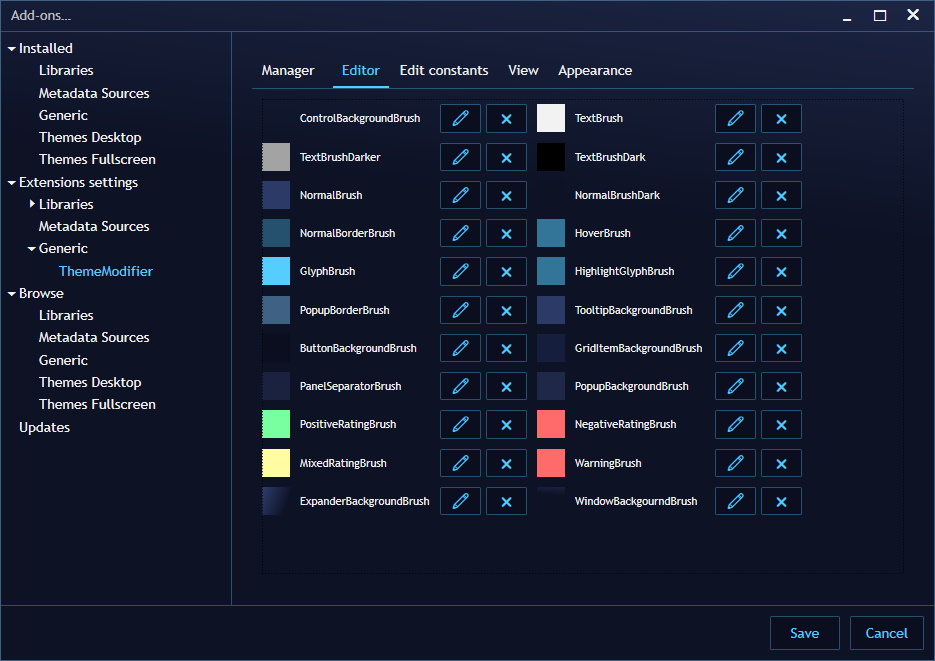 Add-ons...
Installed
Libraries
Metadata Sources
Generic
Themes Desktop
Themes Fullscreen
Extensions settings
Libraries
Metadata Sources
Generic
ThemeModifier
Browse
Libraries
Metadata Sources
Generic
Themes Desktop
Themes Fullscreen
Updates
Manager Editor Edit constants View Appearance
ControlBackgroundBrush TextBrush
TextBrushDarker TextBrushDark
NormalBrush NormalBrushDark
NormalBorderBrush HoverBrush
GlyphBrush HighlightGlyphBrush
PopupBorderBrush TooltipBackgroundBrush
ButtonBackgroundBrush GridItemBackgroundBrush
PanelSeparatorBrush PopupBackgroundBrush
PositiveRatingBrush NegativeRatingBrush
MixedRatingBrush WarningBrush
ExpanderBackgroundBrush WindowBackgourndBrush
Save Cancel